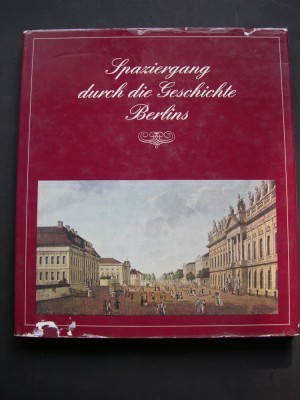 Spaziergang
durch die Geschichte
Berlins